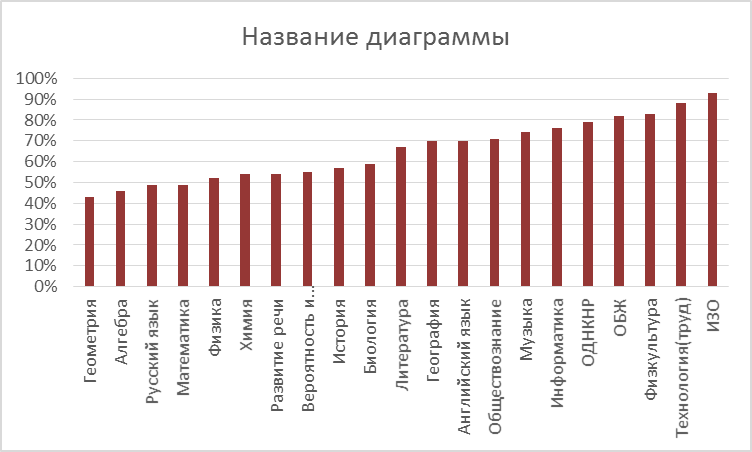 Название диаграммы
100%
90%
80%
70%
60%
50%
40%
30%
20%
10%
0%
Геометрия
Алгебра
Русский язык
Математика
Физика
Химия
Развитие речи
Вероятность и…
История
Биология
Литература
География
Английский язык
Обществознание
Музыка
Информатика
ОДНКНР
ОБЖ
Физкультура
Технология(труд)
ИЗО